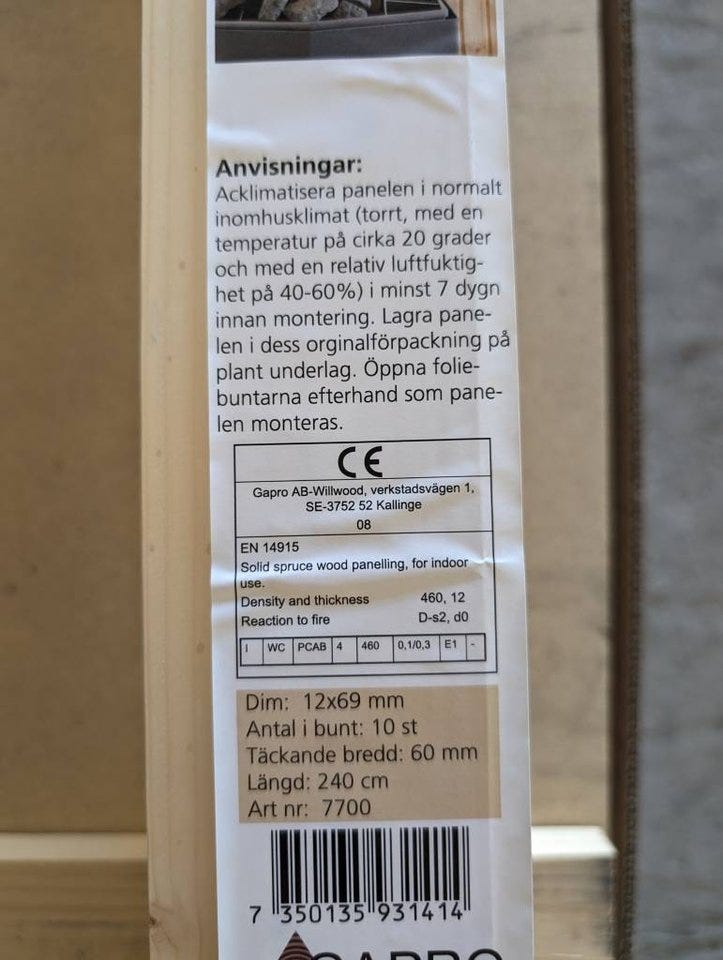 Anvisningar:
Acklimatisera panelen i normalt
inomhusklimat (torrt, med en
temperatur på cirka 20 grader
och med en relativ luftfuktig-
het på 40-60%) i minst 7 dygn
innan montering. Lagra pane-
len i dess orginalförpackning på
plant underlag. Öppna folie-
buntarna efterhand som pane-
len monteras.
CE
Gapro AB-Willwood, verkstadsvägen 1,
SE-3752 52 Kallinge
08
EN 14915
Solid spruce wood panelling, for indoor
use.
Density and thickness 460, 12
Reaction to fire D-s2, d0
I WC PCAB 4 460 0,1/0,3 E1 -
Dim: 12x69 mm
Antal i bunt: 10 st
Täckande bredd: 60 mm
Längd: 240 cm
Art nr: 7700
7 350135 931414
GAPRO